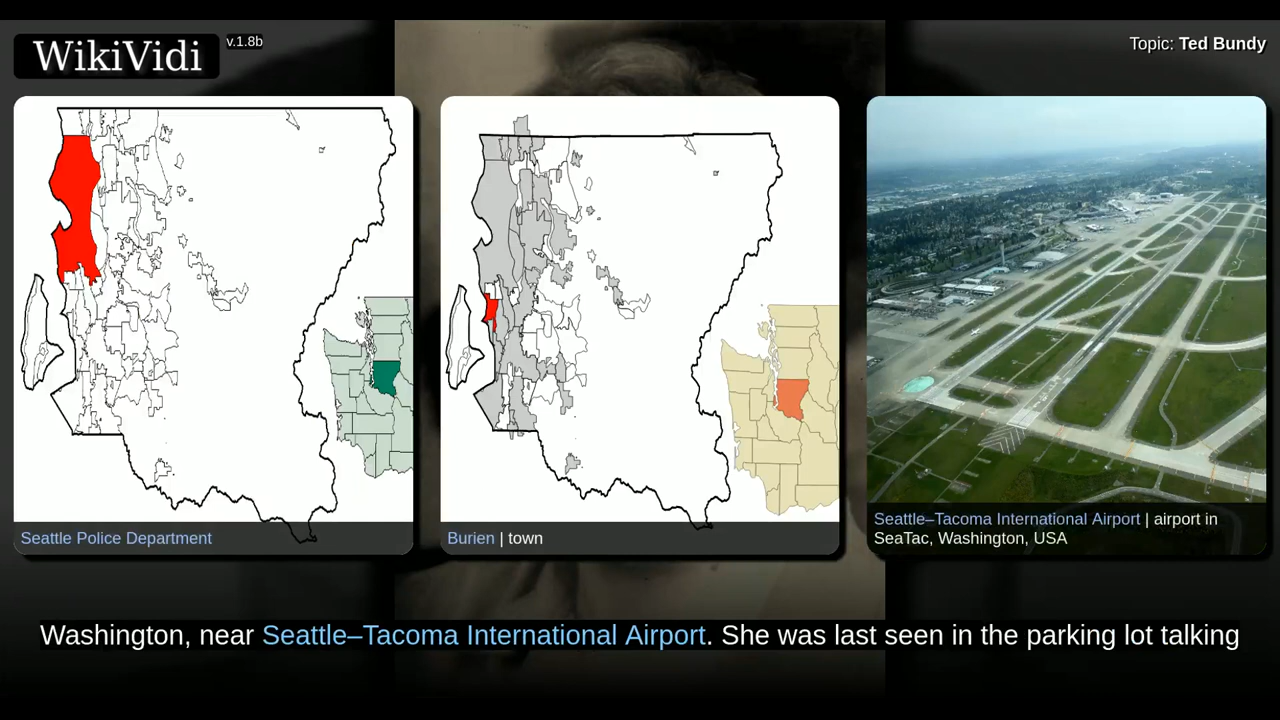 WikiVidi
v.1.8b
Topic: Ted Bundy
Seattle Police Department
Burien | town
Seattle–Tacoma International Airport | airport in
SeaTac, Washington, USA
Washington, near Seattle–Tacoma International Airport. She was last seen in the parking lot talking